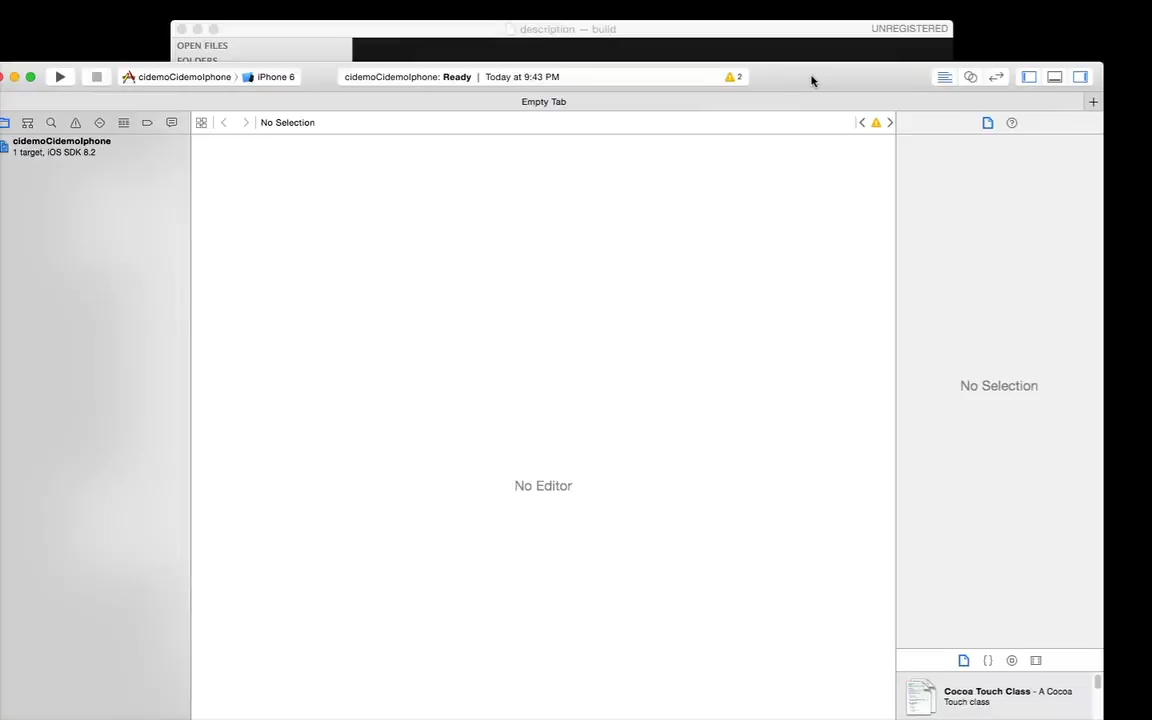 description — build
UNREGISTERED
OPEN FILES
FOLDERS
cidemoCidemoIphone 〉 iPhone 6
cidemoCidemoIphone: Ready | Today at 9:43 PM
2
Empty Tab
+
No Selection
cidemoCidemoIphone
1 target, iOS SDK 8.2
No Selection
No Editor
{ }
Cocoa Touch Class - A Cocoa
Touch class